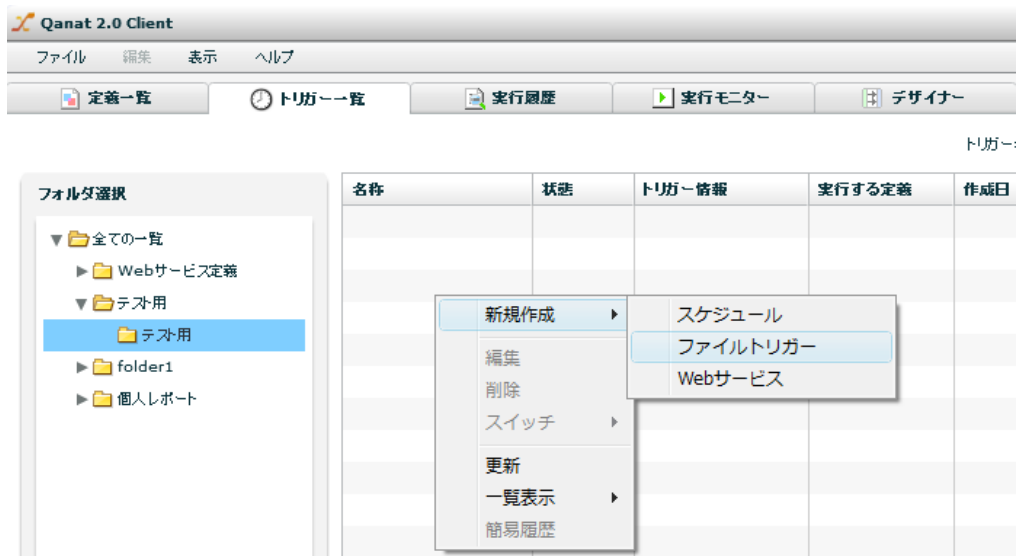 Qanat 2.0 Client
ファイル 編集 表示 ヘルプ
定義一覧 トリガー一覧 実行履歴 実行モニター デザイナー
トリガー
フォルダ選択
名称 状態 トリガー情報 実行する定義 作成日
全ての一覧
Webサービス定義
テスト用
テスト用
folder1
個人レポート
新規作成
編集
削除
スイッチ
更新
一覧表示
簡易履歴
スケジュール
ファイルトリガー
Webサービス